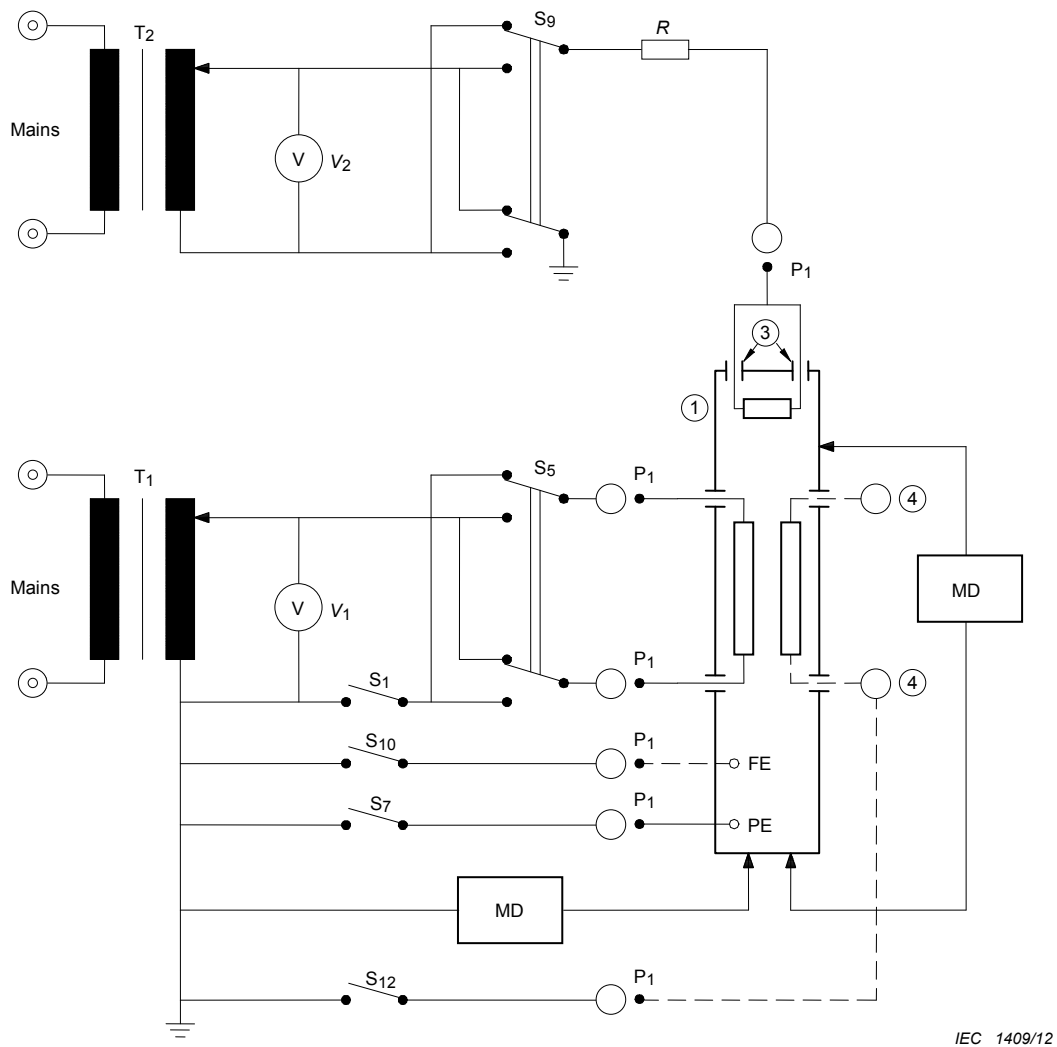 S9
R
T2
Mains
V
V2
P1
3
1
T1
S5
P1
4
Mains
V
V1
MD
P1
4
S1
S10
P1
FE
S7
P1
PE
MD
S12
P1
IEC 1409/12